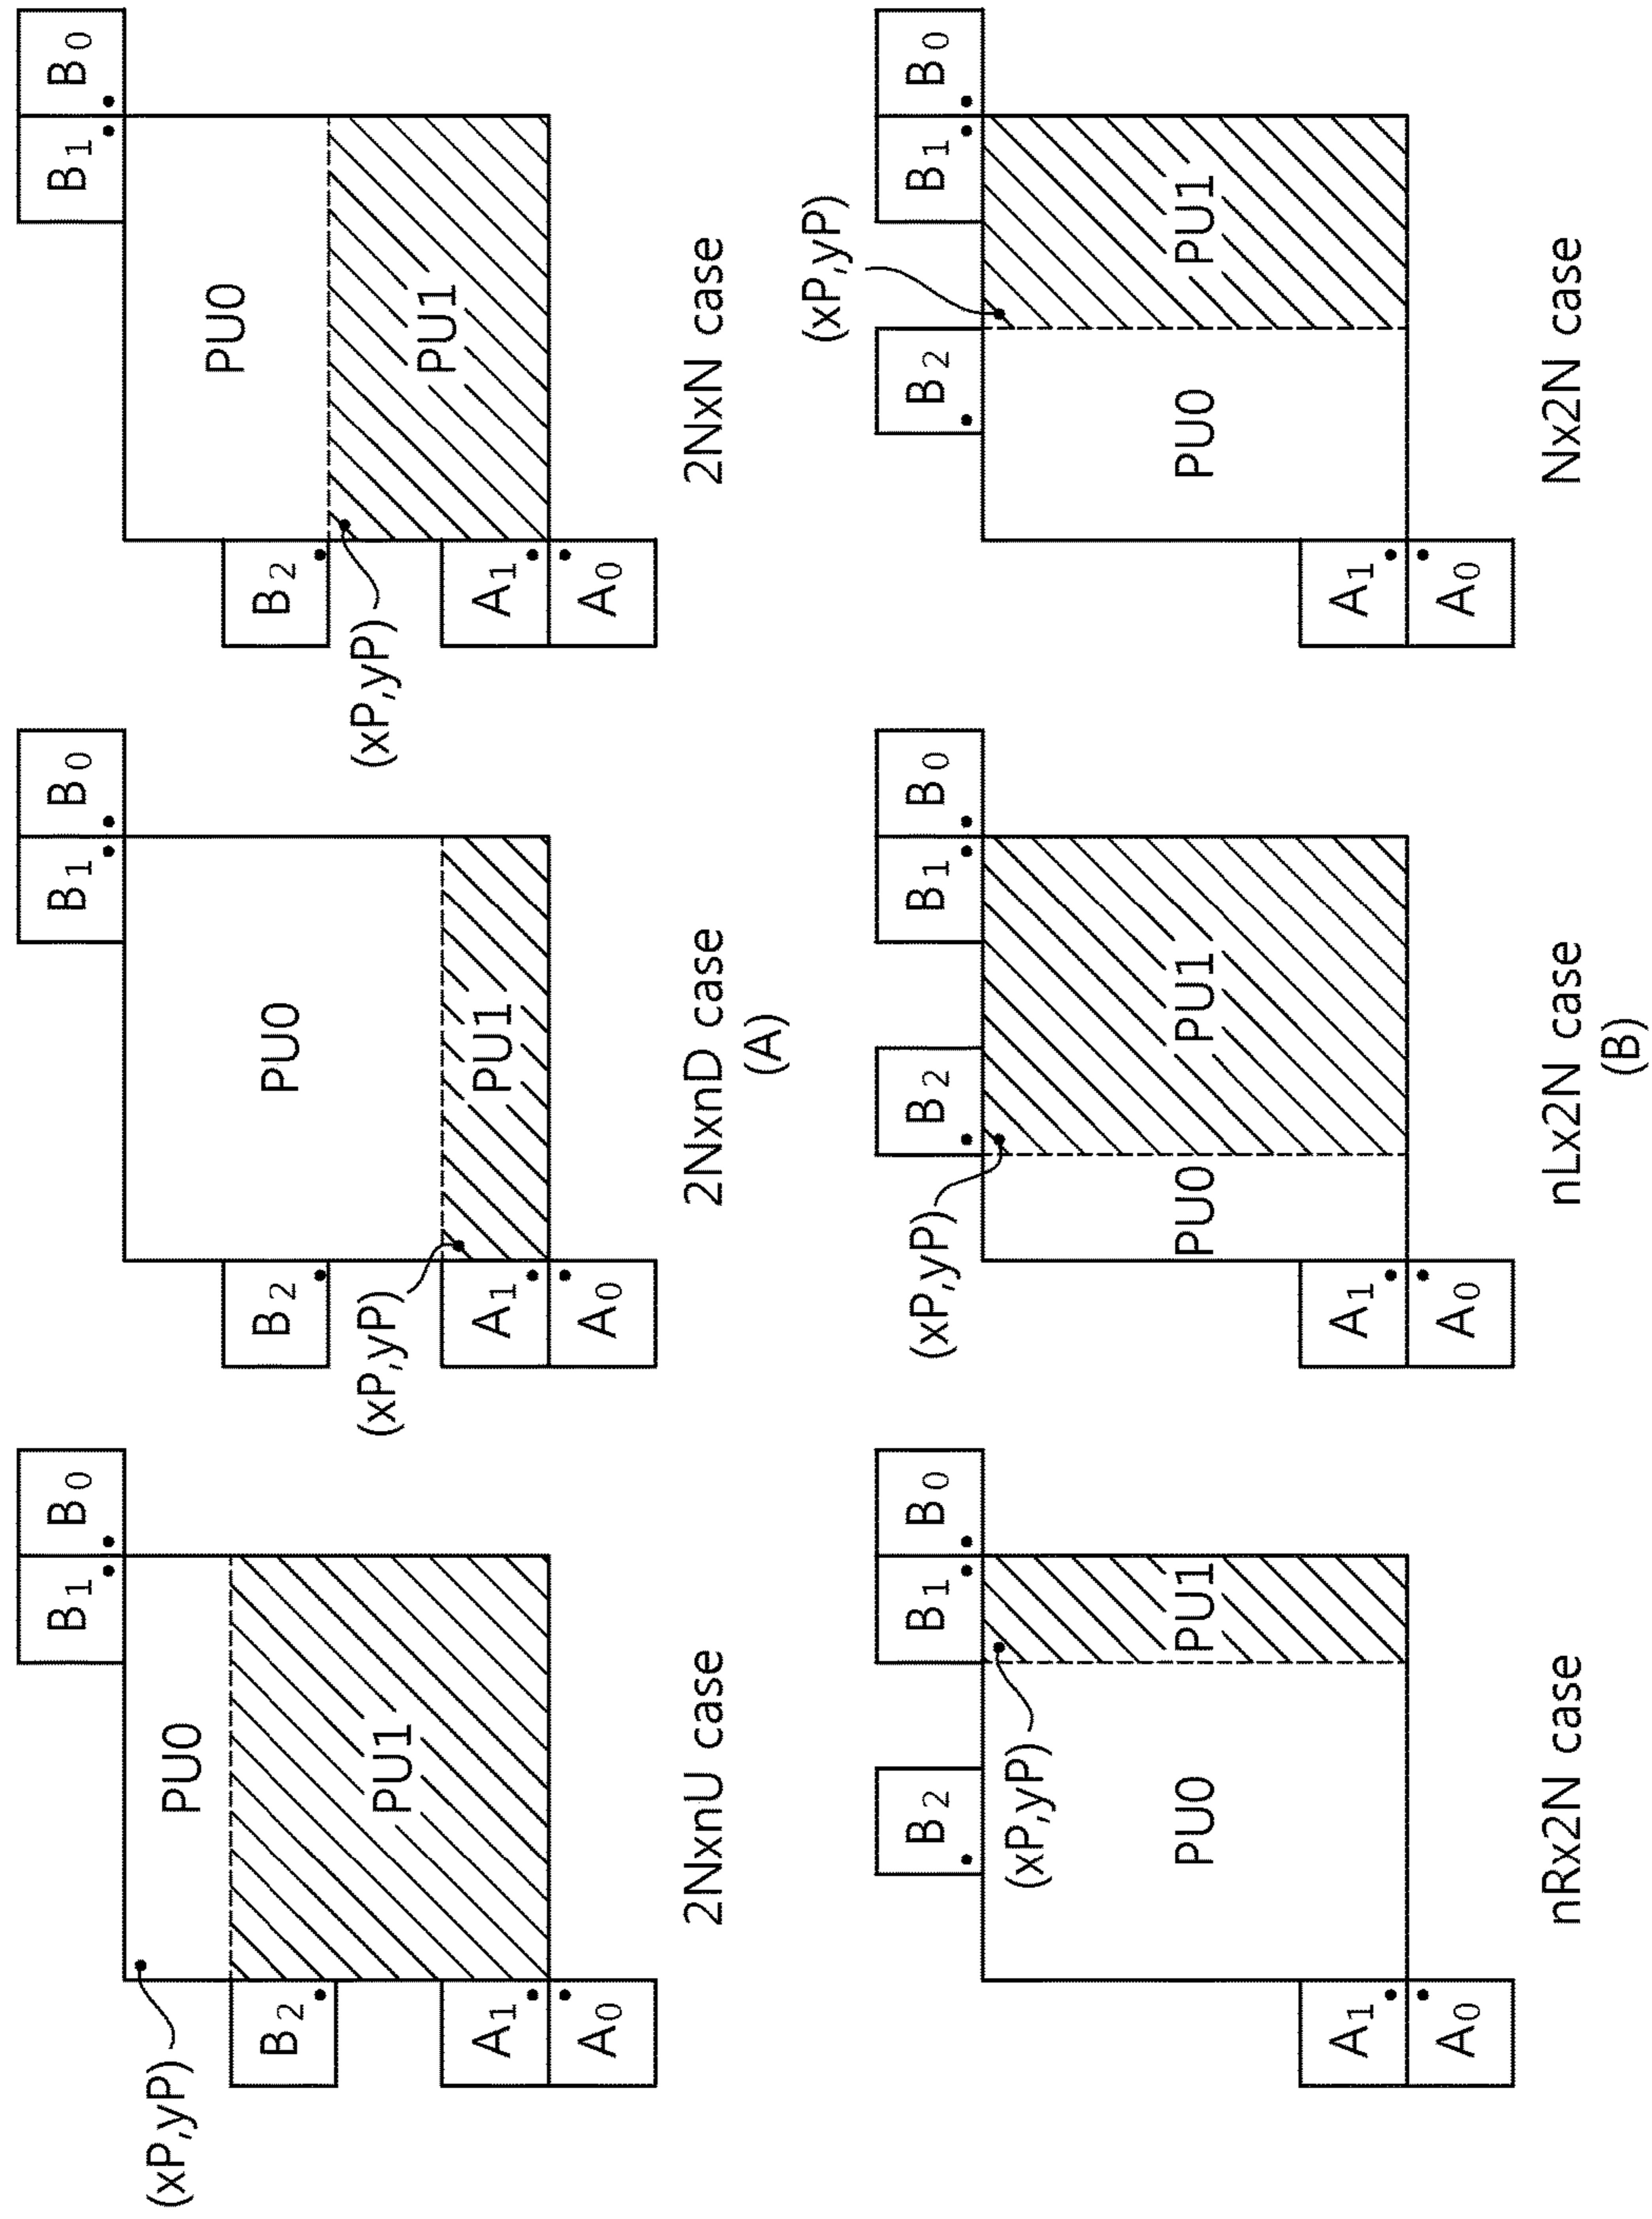 B₁ B₀
(xP,yP)
PU0
B₂
PU1
A₁
A₀
2NxnU case
B₁ B₀
PU0
B₂
(xP,yP)
PU1
A₁
A₀
2NxnD case
B₁ B₀
PU0
B₂
(xP,yP)
PU1
A₁
A₀
2NxN case
(A)
B₂ B₁ B₀
(xP,yP)
PU0 PU1
A₁
A₀
nRx2N case
B₂ B₁ B₀
(xP,yP)
PU0 PU1
A₁
A₀
nLx2N case
(xP,yP)
B₂ B₁ B₀
PU0 PU1
A₁
A₀
Nx2N case
(B)